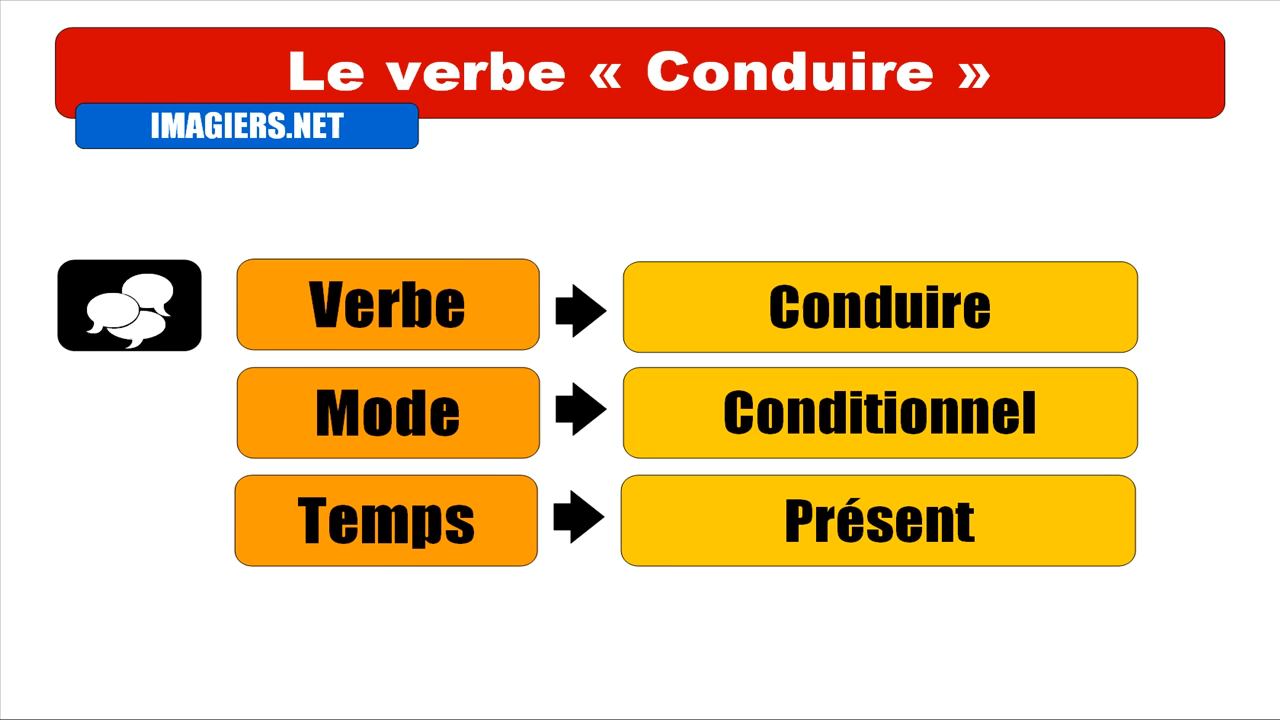 Le verbe « Conduire »
IMAGIERS.NET
Verbe Conduire
Mode Conditionnel
Temps Présent